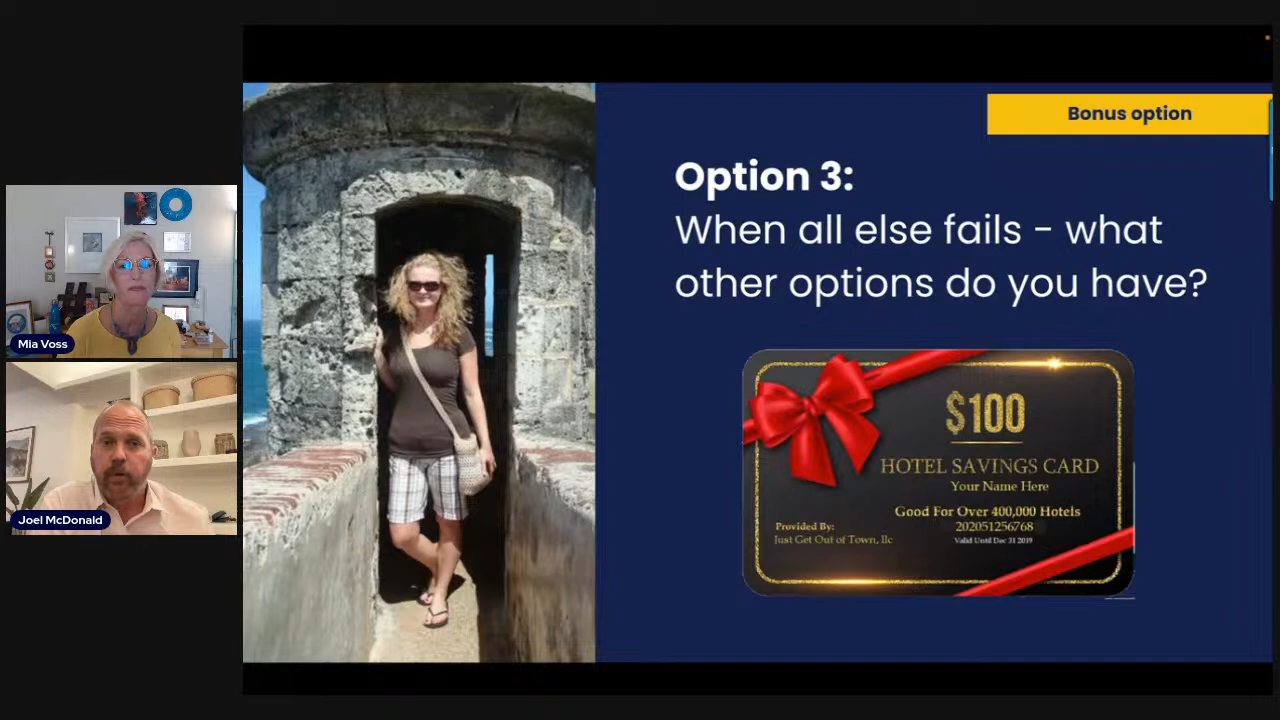 Mia Voss
Joel McDonald
Bonus option
Option 3:
When all else fails - what
other options do you have?
$100
HOTEL SAVINGS CARD
Your Name Here
Good For Over 400,000 Hotels
202051256768
Valid Until Dec 31 2019
Provided By:
Just Get Out of Town, llc